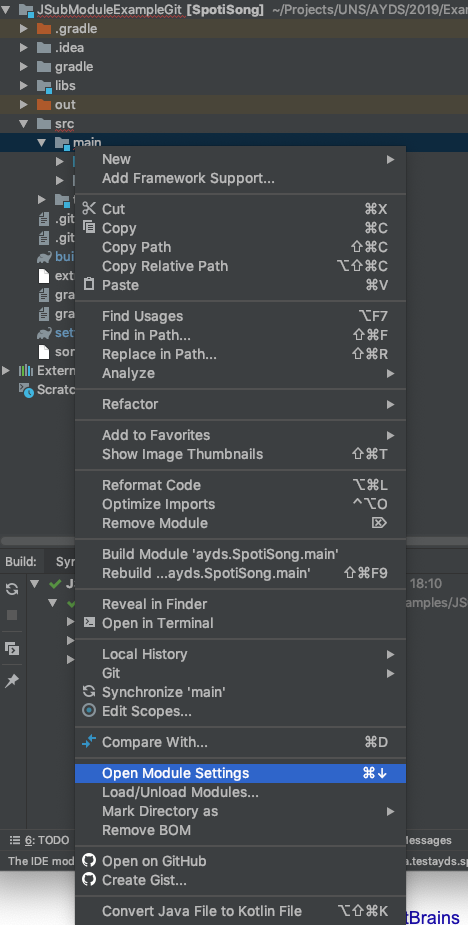 JSubModuleExampleGit [SpotiSong] ~/Projects/UNS/AYDS/2019/Exa
.gradle
.idea
gradle
libs
out
src
main
New
Add Framework Support...
Cut ⌘X
Copy ⌘C
Copy Path ⇧⌘C
Copy Relative Path ⌥⇧⌘C
Paste ⌘V
.git
.git
bui
ext
gra
gra
set
Extern
Scratc
Find Usages ⌥F7
Find in Path... ⇧⌘F
Replace in Path... ⇧⌘R
Analyze
Refactor
Add to Favorites
Show Image Thumbnails ⇧⌘T
Reformat Code ⌥⌘L
Optimize Imports ^⌥O
Remove Module ⌦
Build Module 'ayds.SpotiSong.main'
Rebuild ...ayds.SpotiSong.main' ⇧⌘F9
Build: Syn
JS 18:10
amples/JS
Reveal in Finder
Open in Terminal
Local History
Git
Synchronize 'main'
Edit Scopes...
Compare With... ⌘D
Open Module Settings ⌘↓
Load/Unload Modules...
Mark Directory as
Remove BOM
6: TODO
essages
The IDE mod
a.testayds.sp
Open on GitHub
Create Gist...
Convert Java File to Kotlin File ⌥⇧⌘K
tBrains